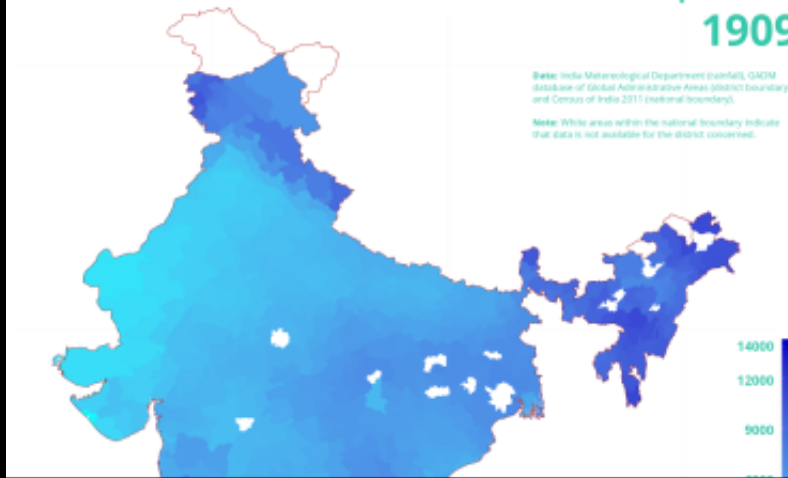 1909
Data: India Metereological Department (rainfall), GADM
database of Global Administrative Areas (district boundary)
and Census of India 2011 (national boundary).
Note: White areas within the national boundary indicate
that data is not available for the district concerned.
14000
12000
9000